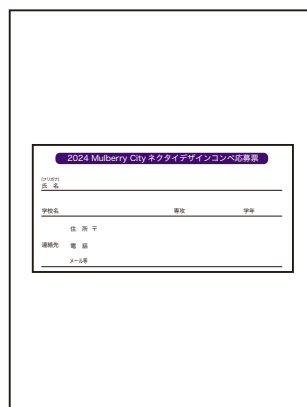 2024 Mulberry City ネクタイデザインコンペ応募票
(フリガナ)
氏 名
学校名 専攻 学年
住 所 〒
連絡先 電 話
メール等